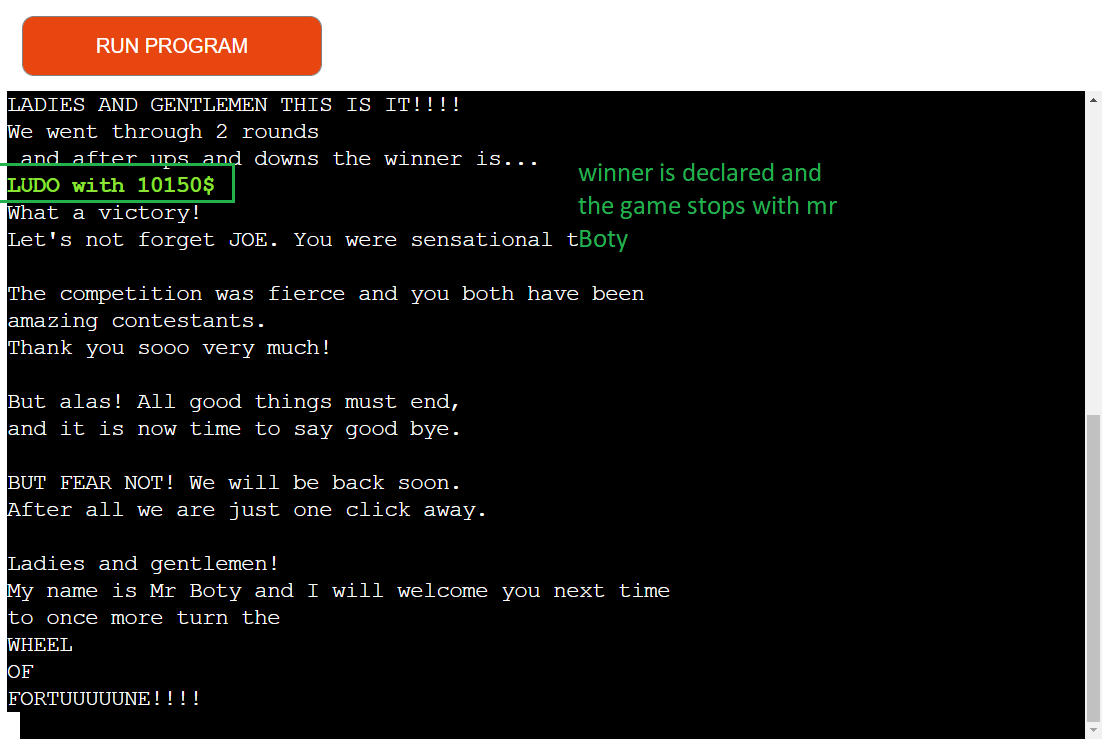 RUN PROGRAM
LADIES AND GENTLEMEN THIS IS IT!!!!
We went through 2 rounds
and after ups and downs the winner is...
LUDO with 10150$
What a victory!
Let's not forget JOE. You were sensational t
winner is declared and
the game stops with mr
Boty
The competition was fierce and you both have been
amazing contestants.
Thank you sooo very much!
But alas! All good things must end,
and it is now time to say good bye.
BUT FEAR NOT! We will be back soon.
After all we are just one click away.
Ladies and gentlemen!
My name is Mr Boty and I will welcome you next time
to once more turn the
WHEEL
OF
FORTUUUUUNE!!!!